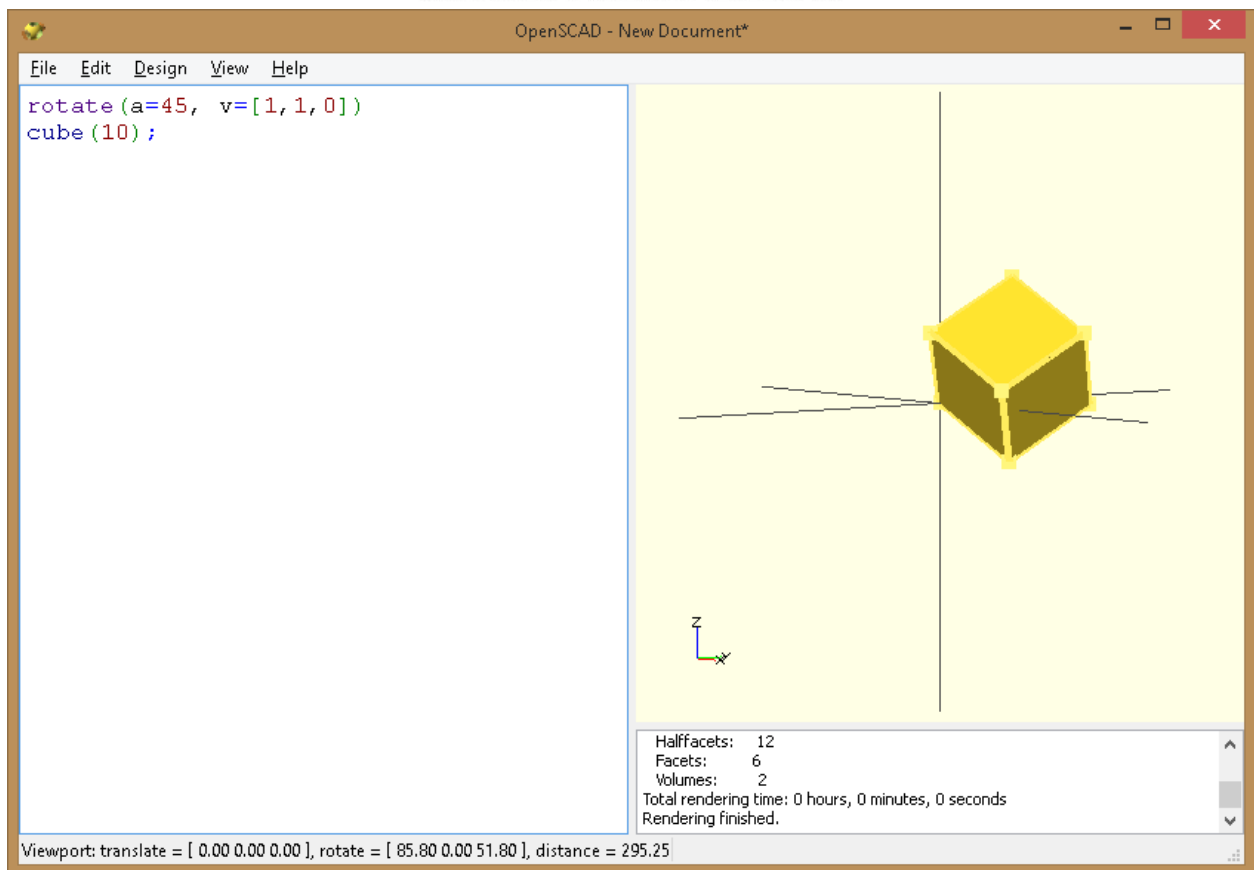 OpenSCAD - New Document*
File Edit Design View Help
rotate(a=45, v=[1,1,0])
cube(10);
Z
X Y
Halffacets: 12
Facets: 6
Volumes: 2
Total rendering time: 0 hours, 0 minutes, 0 seconds
Rendering finished.
Viewport: translate = [ 0.00 0.00 0.00 ], rotate = [ 85.80 0.00 51.80 ], distance = 295.25